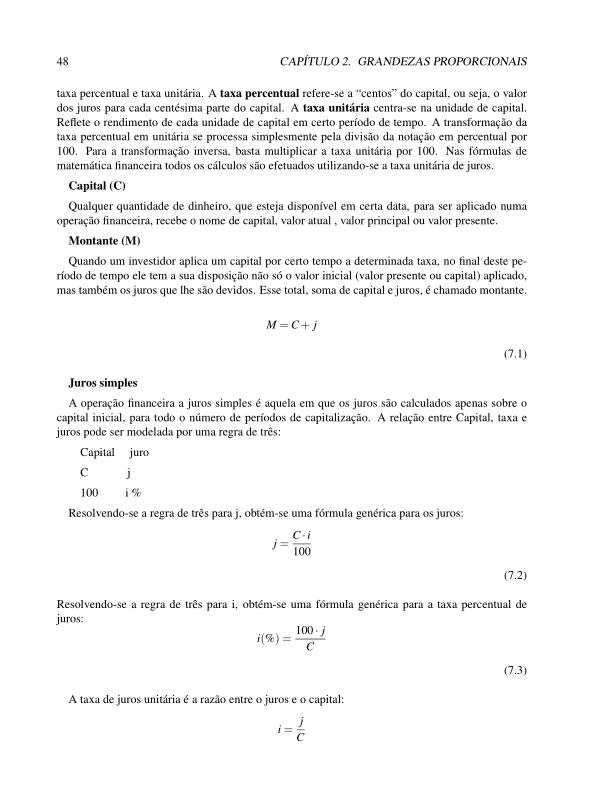 48 CAPÍTULO 2. GRANDEZAS PROPORCIONAIS
taxa percentual e taxa unitária. A taxa percentual refere-se a “centos” do capital, ou seja, o valor
dos juros para cada centésima parte do capital. A taxa unitária centra-se na unidade de capital.
Reflete o rendimento de cada unidade de capital em certo período de tempo. A transformação da
taxa percentual em unitária se processa simplesmente pela divisão da notação em percentual por
100. Para a transformação inversa, basta multiplicar a taxa unitária por 100. Nas fórmulas de
matemática financeira todos os cálculos são efetuados utilizando-se a taxa unitária de juros.
Capital (C)
Qualquer quantidade de dinheiro, que esteja disponível em certa data, para ser aplicado numa
operação financeira, recebe o nome de capital, valor atual , valor principal ou valor presente.
Montante (M)
Quando um investidor aplica um capital por certo tempo a determinada taxa, no final deste pe-
ríodo de tempo ele tem a sua disposição não só o valor inicial (valor presente ou capital) aplicado,
mas também os juros que lhe são devidos. Esse total, soma de capital e juros, é chamado montante.
M = C + j
(7.1)
Juros simples
A operação financeira a juros simples é aquela em que os juros são calculados apenas sobre o
capital inicial, para todo o número de períodos de capitalização. A relação entre Capital, taxa e
juros pode ser modelada por uma regra de três:
Capital juro
C j
100 i %
Resolvendo-se a regra de três para j, obtém-se uma fórmula genérica para os juros:
j = C · i / 100
(7.2)
Resolvendo-se a regra de três para i, obtém-se uma fórmula genérica para a taxa percentual de
juros:
i(%) = 100 · j / C
(7.3)
A taxa de juros unitária é a razão entre o juros e o capital:
i = j / C